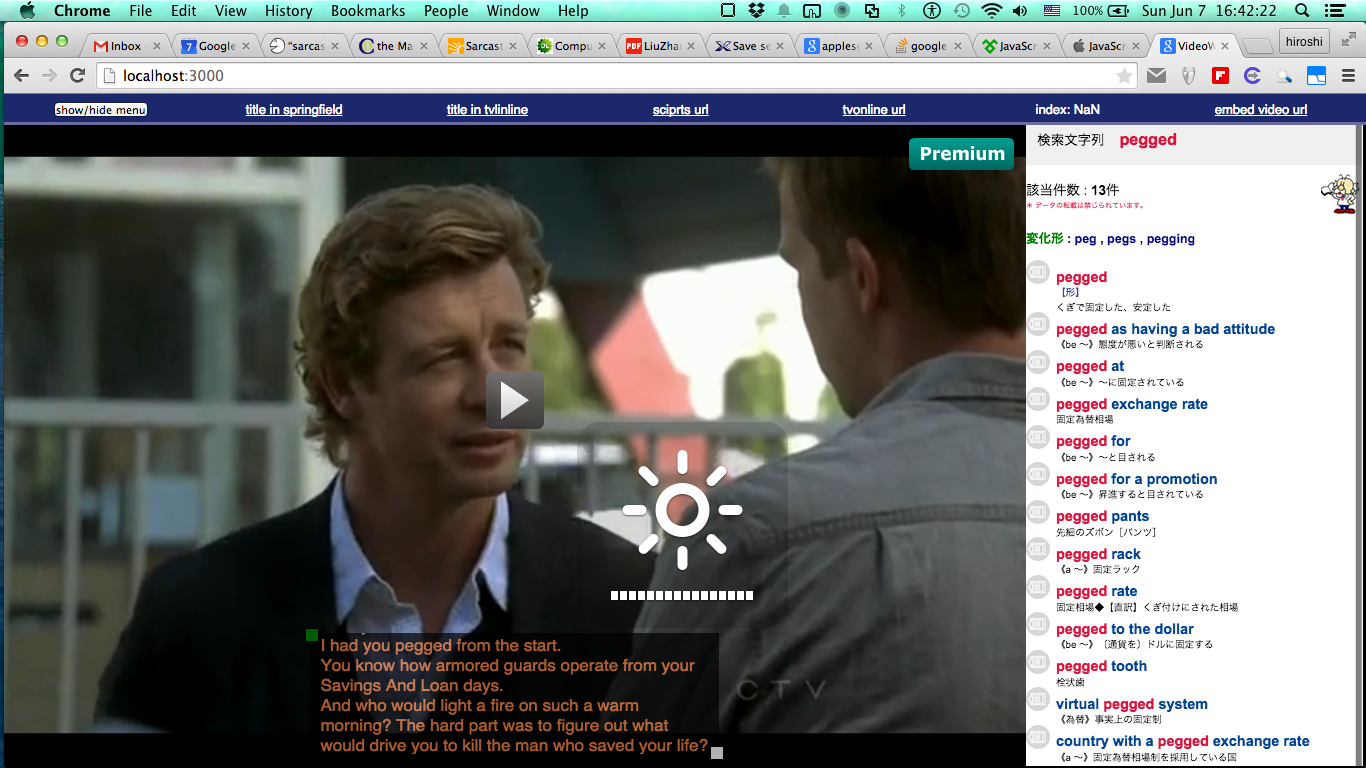 Chrome File Edit View History Bookmarks People Window Help 100% Sun Jun 7 16:42:22
Inbox 7 Google "sarcas the Ma Sarcast DL Compu PDF LiuZhan Save se 8 applesc google JavaScr JavaScr 8 VideoW hiroshi
localhost:3000
show/hide menu title in springfield title in tvlinline sciprts url tvonline url index: NaN embed video url
Premium
I had you pegged from the start.
You know how armored guards operate from your
Savings And Loan days.
And who would light a fire on such a warm
morning? The hard part was to figure out what
would drive you to kill the man who saved your life?
CTV
検索文字列 pegged
該当件数 : 13件
＊ データの転載は禁じられています。
変化形 : peg , pegs , pegging
pegged
【形】
くぎで固定した、安定した
pegged as having a bad attitude
《be ～》態度が悪いと判断される
pegged at
《be ～》～に固定されている
pegged exchange rate
固定為替相場
pegged for
《be ～》～と目される
pegged for a promotion
《be ～》昇進すると目されている
pegged pants
先細のズボン［パンツ］
pegged rack
《a ～》固定ラック
pegged rate
固定相場◆【直訳】くぎ付けにされた相場
pegged to the dollar
《be ～》〔通貨を〕ドルに固定する
pegged tooth
栓状歯
virtual pegged system
《為替》事実上の固定制
country with a pegged exchange rate
《a ～》固定為替相場制を採用している国